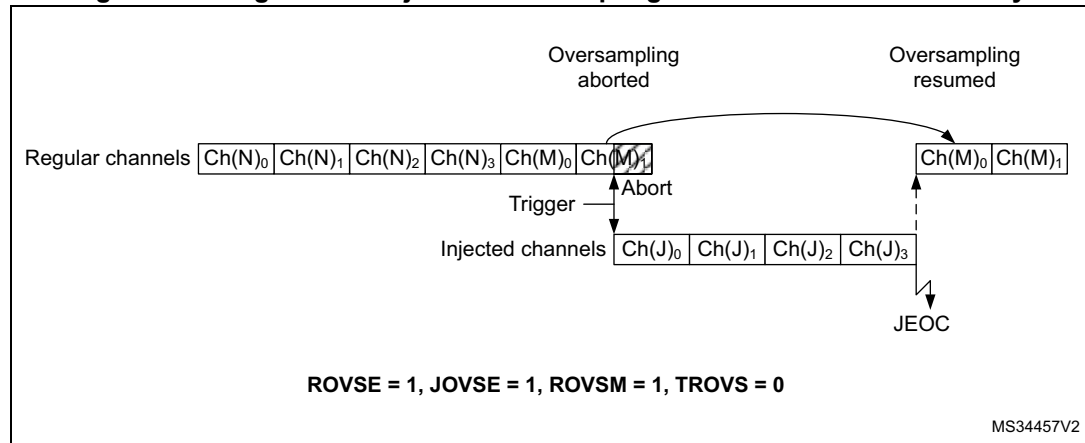 Oversampling
aborted
Oversampling
resumed
Regular channels Ch(N)₀ Ch(N)₁ Ch(N)₂ Ch(N)₃ Ch(M)₀ Ch(M)₁ Ch(M)₀ Ch(M)₁
Abort
Trigger
Injected channels Ch(J)₀ Ch(J)₁ Ch(J)₂ Ch(J)₃
JEOC
ROVSE = 1, JOVSE = 1, ROVSM = 1, TROVS = 0
MS34457V2